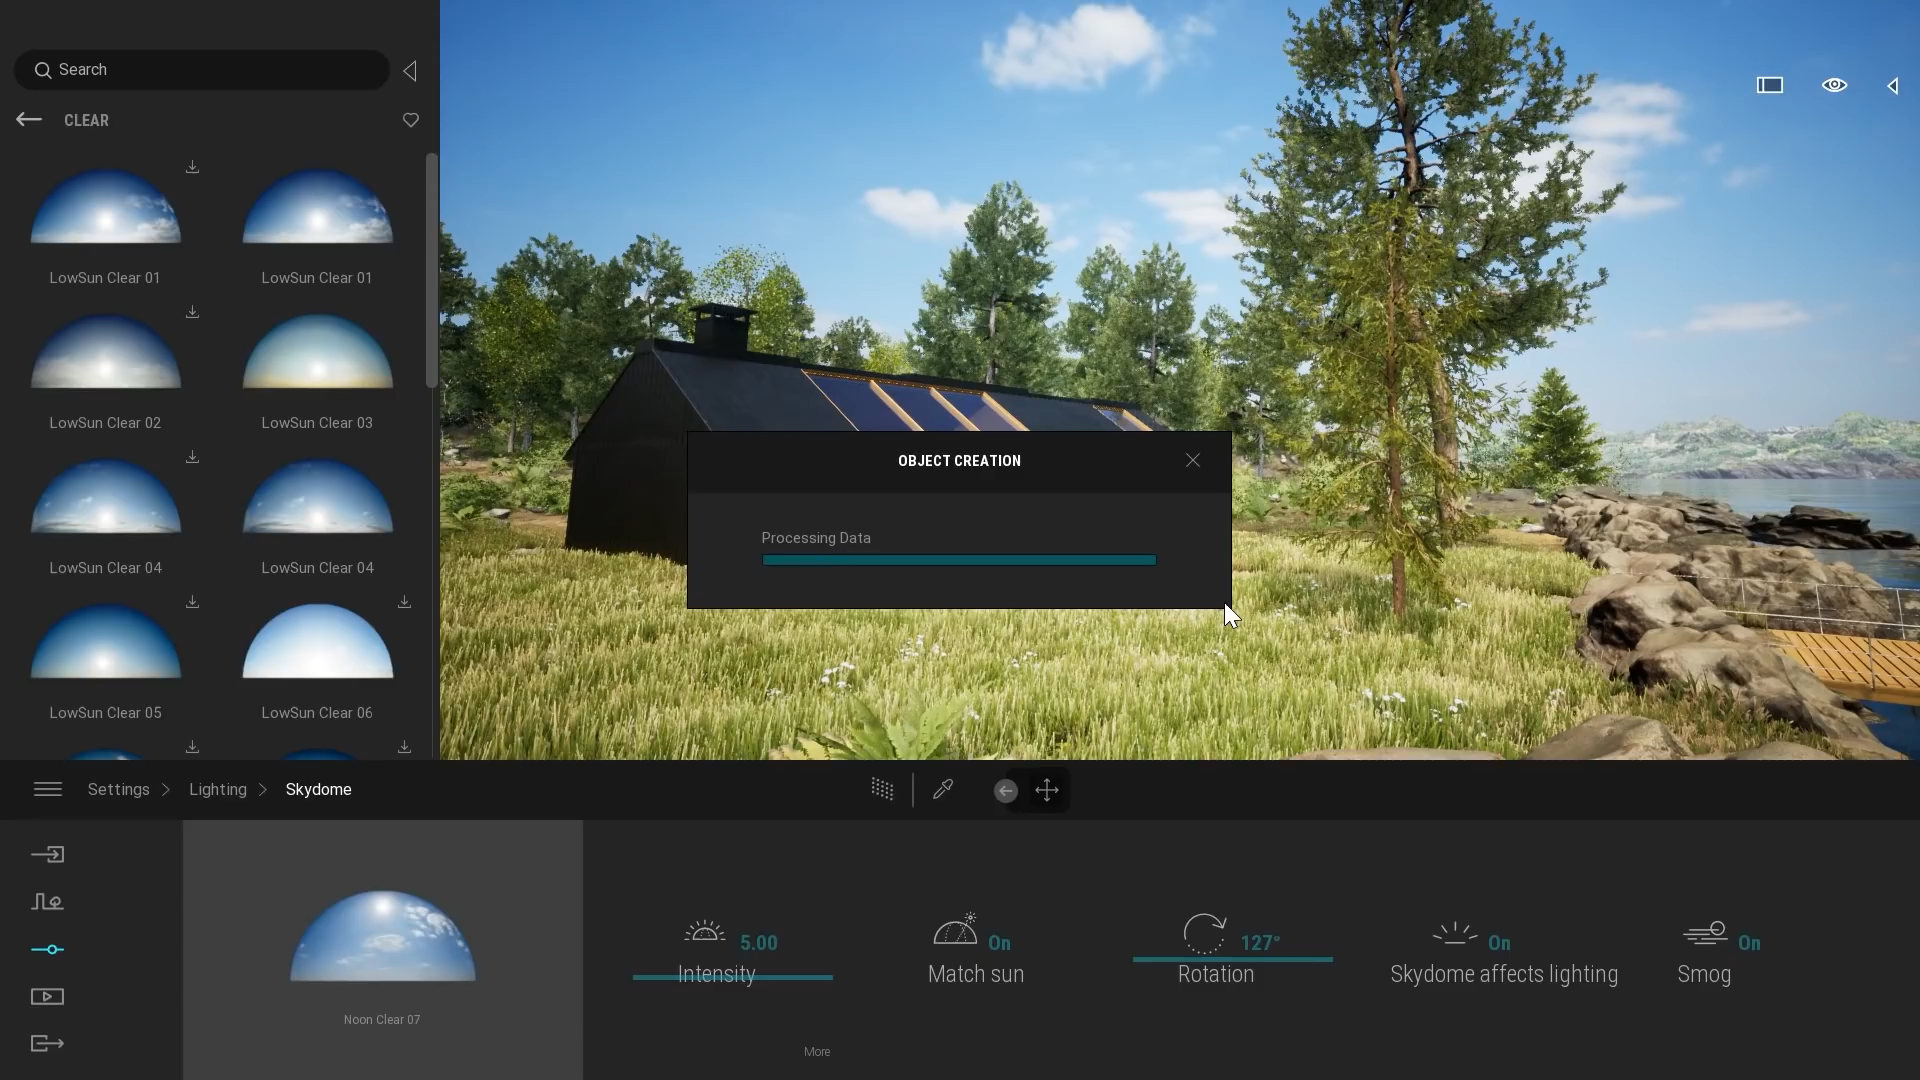 Search
CLEAR
LowSun Clear 01
LowSun Clear 01
LowSun Clear 02
LowSun Clear 03
LowSun Clear 04
LowSun Clear 04
LowSun Clear 05
LowSun Clear 06
OBJECT CREATION
Processing Data
Settings
Lighting
Skydome
Noon Clear 07
5.00
Intensity
On
Match sun
127°
Rotation
On
Skydome affects lighting
On
Smog
More